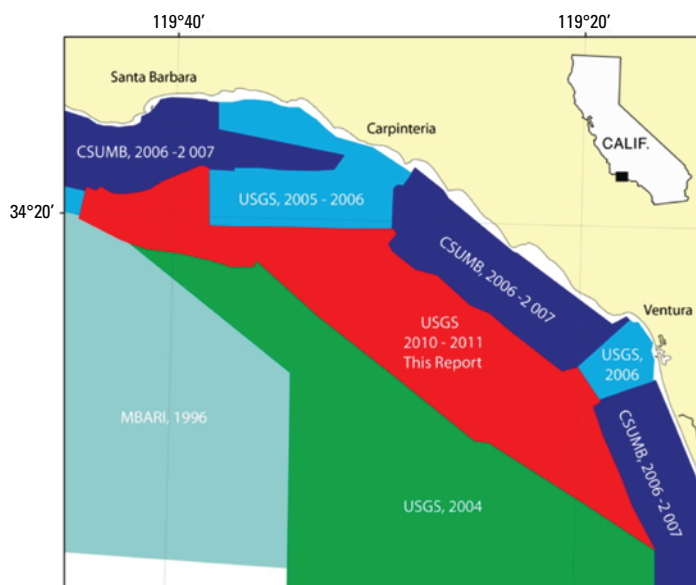 119°40′
119°20′
Santa Barbara
Carpinteria
CALIF.
CSUMB, 2006 -2 007
USGS, 2005 - 2006
34°20′
CSUMB, 2006 -2 007
Ventura
USGS
2010 - 2011
This Report
USGS,
2006
MBARI, 1996
CSUMB, 2006 -2 007
USGS, 2004